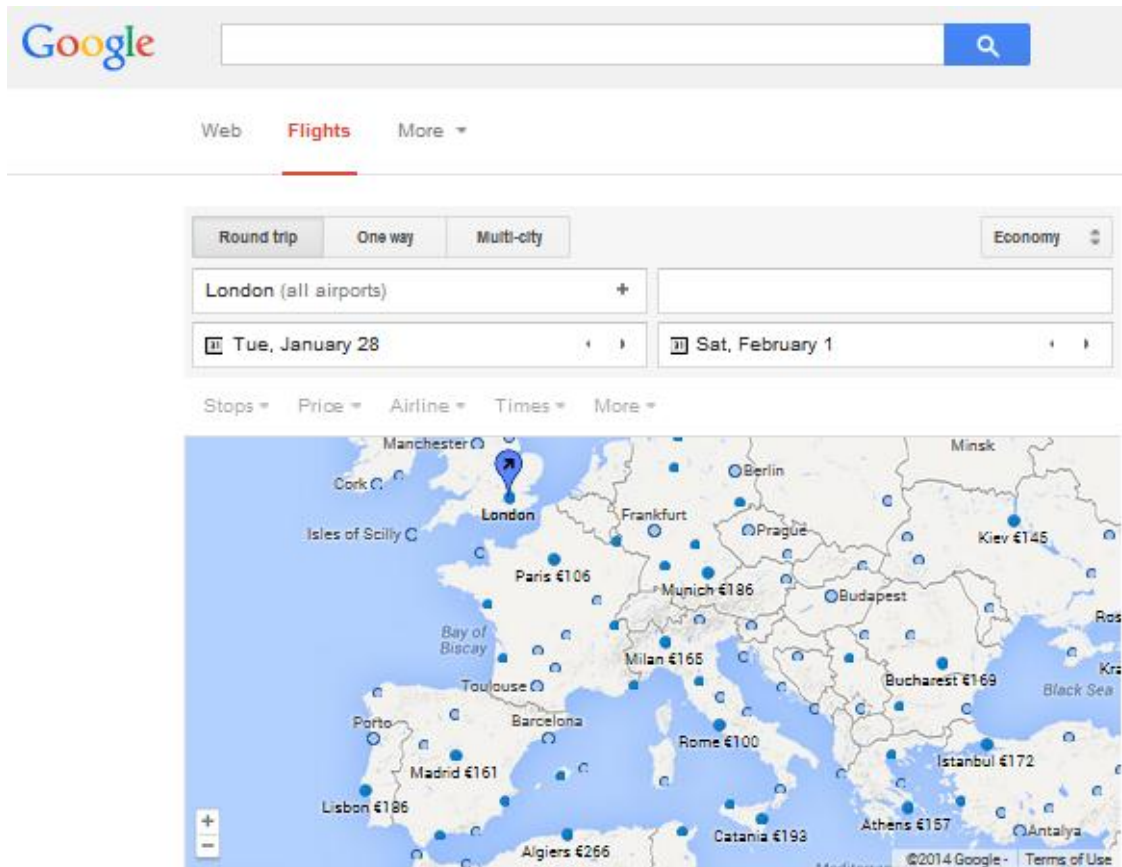 Google
Web Flights More
Round trip One way Multi-city Economy
London (all airports) +
Tue, January 28 Sat, February 1
Stops Price Airline Times More
Manchester
Minsk
Berlin
Cork
London
Frankfurt
Isles of Scilly
Prague
Kiev €145
Paris €106
Munich €186
Budapest
Ros
Bay of
Biscay
Milan €165
Kra
Bucharest €169
Toulouse
Black Sea
Porto
Barcelona
Rome €100
Istanbul €172
Madrid €161
Lisbon €186
Catania €193
Athens €157
+
Antalya
−
Algiers €266
©2014 Google - Terms of Use